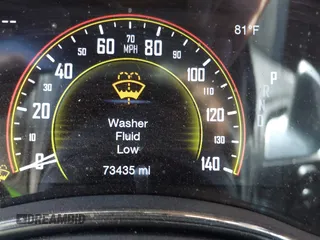 --
81°F
70
60 MPH 80
50 90
40 100
30 110
20 120
10 130
0 140
P
Washer
Fluid
Low
73435 mi
DREAMBID